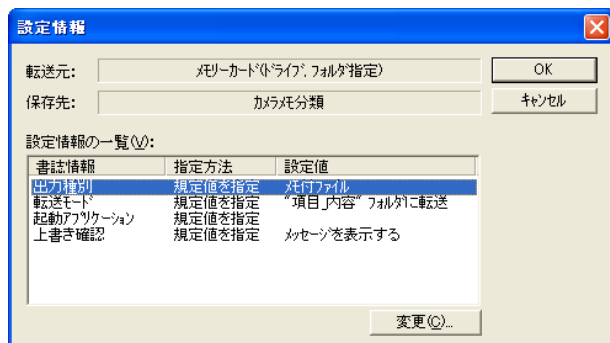 設定情報
転送元: ﾒﾓﾘｰｶｰﾄﾞ(ﾄﾞﾗｲﾌﾞ, ﾌｫﾙﾀﾞ指定) OK
保存先: ｶﾒﾗﾒﾓ分類 ｷｬﾝｾﾙ
設定情報の一覧(V):
書誌情報 指定方法 設定値
出力種別 規定値を指定 ﾒﾓ付ﾌｧｲﾙ
転送ﾓｰﾄﾞ 規定値を指定 "項目_内容" ﾌｫﾙﾀﾞに転送
起動ｱﾌﾟﾘｹｰｼｮﾝ 規定値を指定
上書き確認 規定値を指定 ﾒｯｾｰｼﾞを表示する
変更(C)...